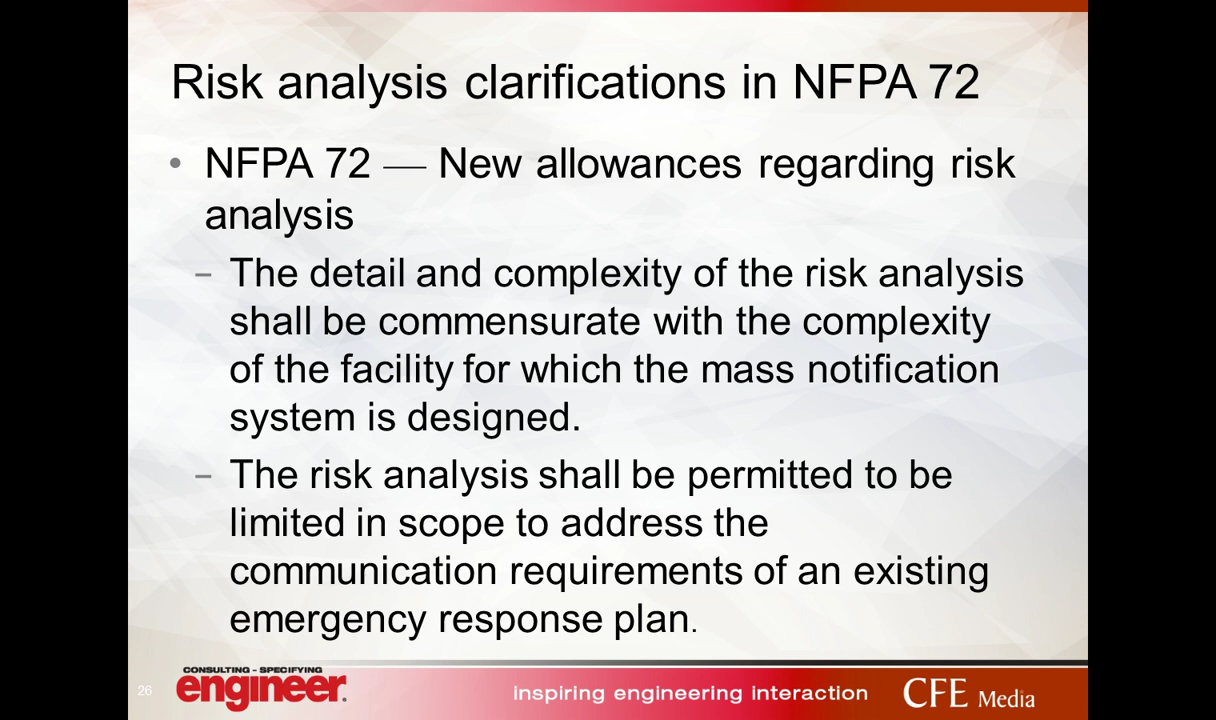 Risk analysis clarifications in NFPA 72
• NFPA 72 — New allowances regarding risk
analysis
– The detail and complexity of the risk analysis
shall be commensurate with the complexity
of the facility for which the mass notification
system is designed.
– The risk analysis shall be permitted to be
limited in scope to address the
communication requirements of an existing
emergency response plan.
26
CONSULTING-SPECIFYING
engineer.
inspiring engineering interaction
CFE Media